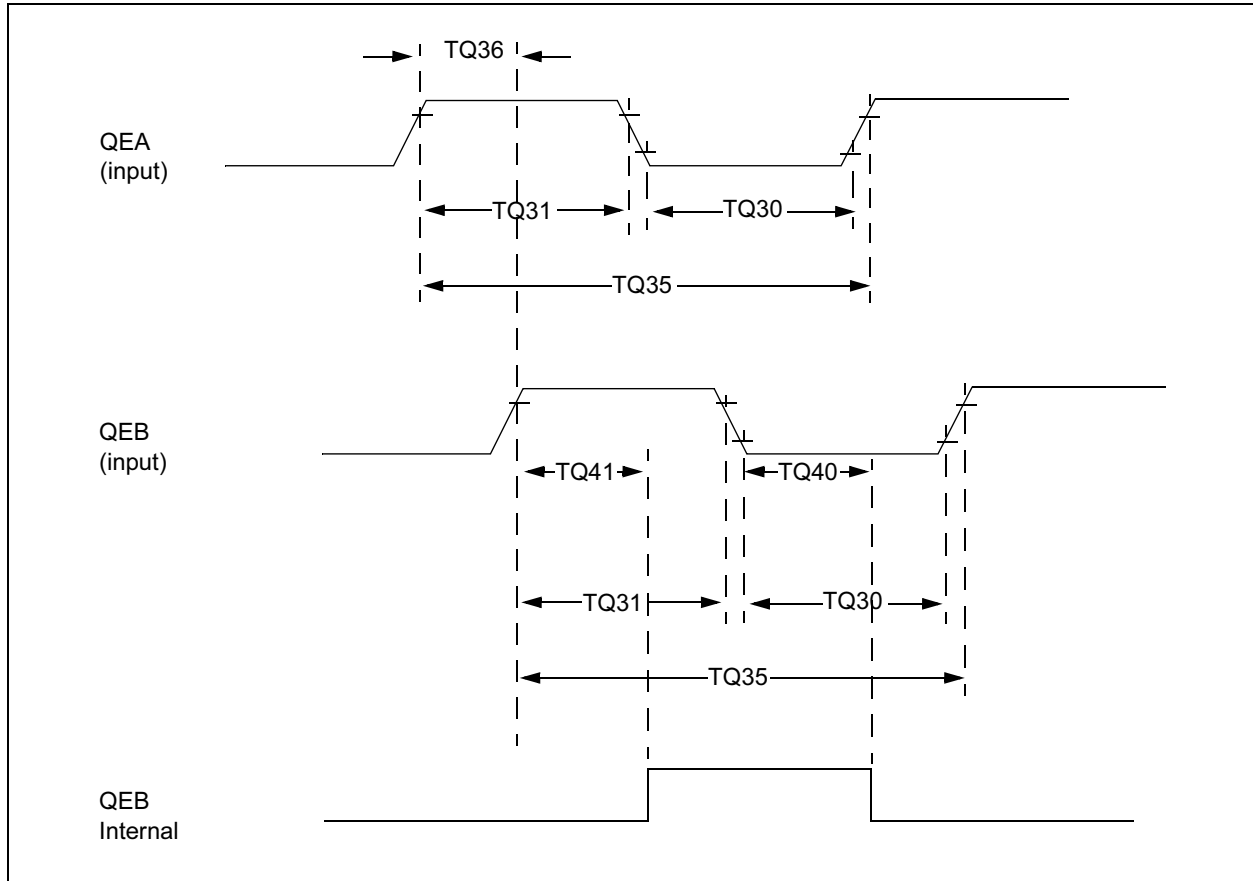 TQ36
QEA
(input)
TQ31
TQ30
TQ35
QEB
(input)
TQ41
TQ40
TQ31
TQ30
TQ35
QEB
Internal